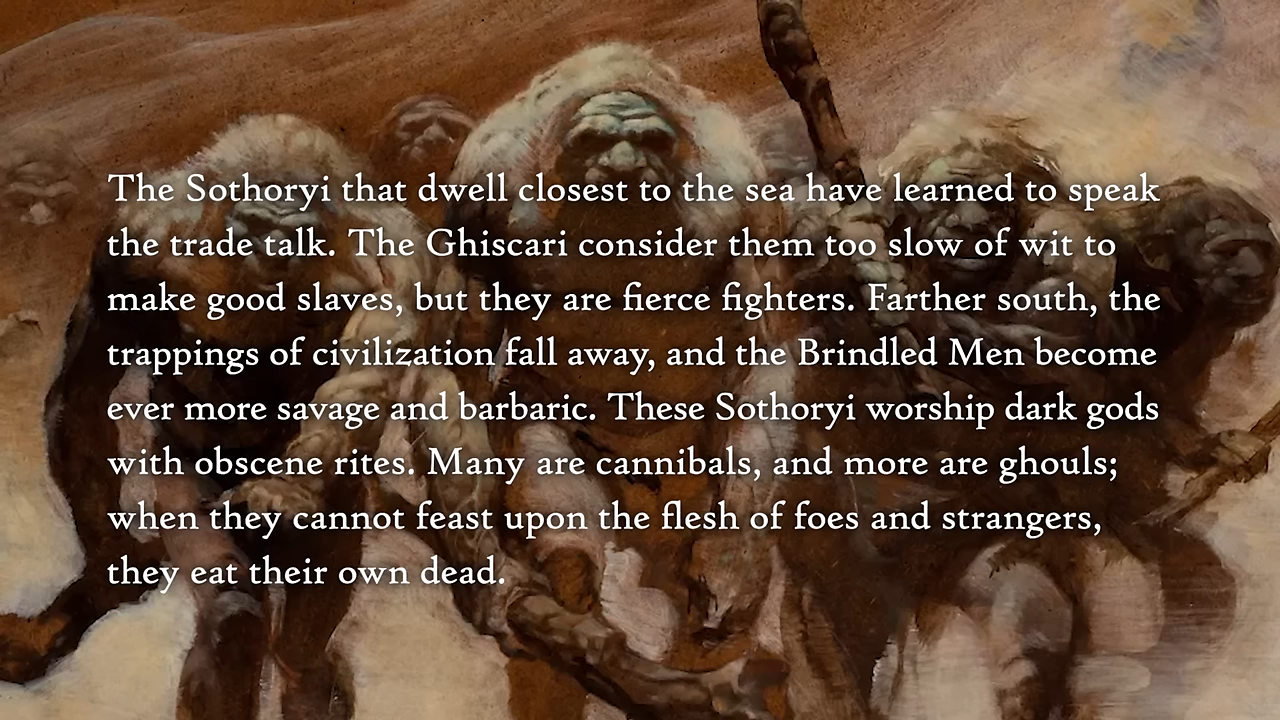 The Sothoryi that dwell closest to the sea have learned to speak
the trade talk. The Ghiscari consider them too slow of wit to
make good slaves, but they are fierce fighters. Farther south, the
trappings of civilization fall away, and the Brindled Men become
ever more savage and barbaric. These Sothoryi worship dark gods
with obscene rites. Many are cannibals, and more are ghouls;
when they cannot feast upon the flesh of foes and strangers,
they eat their own dead.